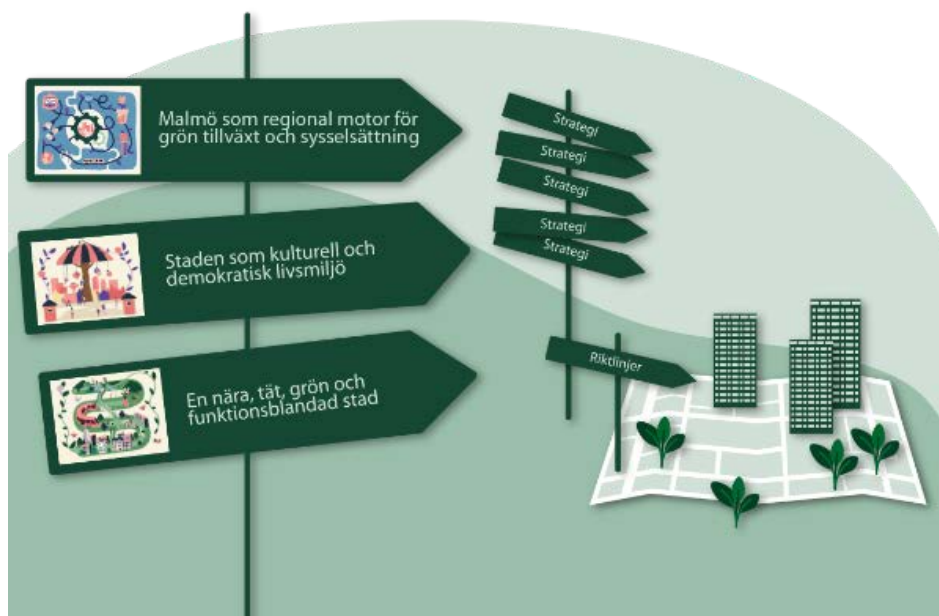 Malmö som regional motor för
grön tillväxt och sysselsättning
Staden som kulturell och
demokratisk livsmiljö
En nära, tät, grön och
funktionsblandad stad
Strategi
Strategi
Strategi
Strategi
Strategi
Riktlinjer